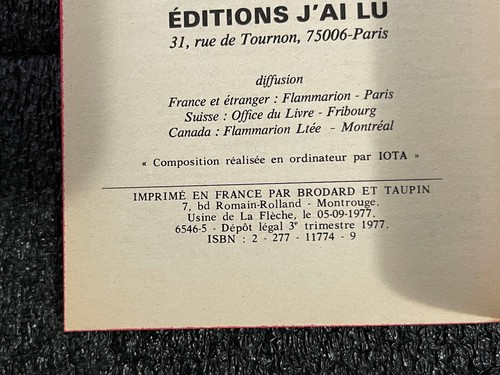 ÉDITIONS J'AI LU
31, rue de Tournon, 75006-Paris
diffusion
France et étranger : Flammarion - Paris
Suisse : Office du Livre - Fribourg
Canada : Flammarion Ltée - Montréal
« Composition réalisée en ordinateur par IOTA »
IMPRIMÉ EN FRANCE PAR BRODARD ET TAUPIN
7, bd Romain-Rolland - Montrouge.
Usine de La Flèche, le 05-09-1977.
6546-5 - Dépôt légal 3e trimestre 1977.
ISBN : 2 - 277 - 11774 - 9